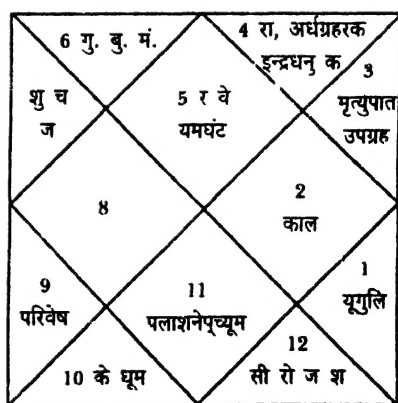 6 गु. बु. मं.
4 रा, अर्धग्रहरक
इन्द्रधनु क
3
मृत्युपात
उपग्रह
शु च
ज
5 र वे
यमघंट
8
2
काल
9
परिवेष
11
पलाशनेप्च्यूम
1
यूगुलि
10 के धूम
12
सी रो ज श